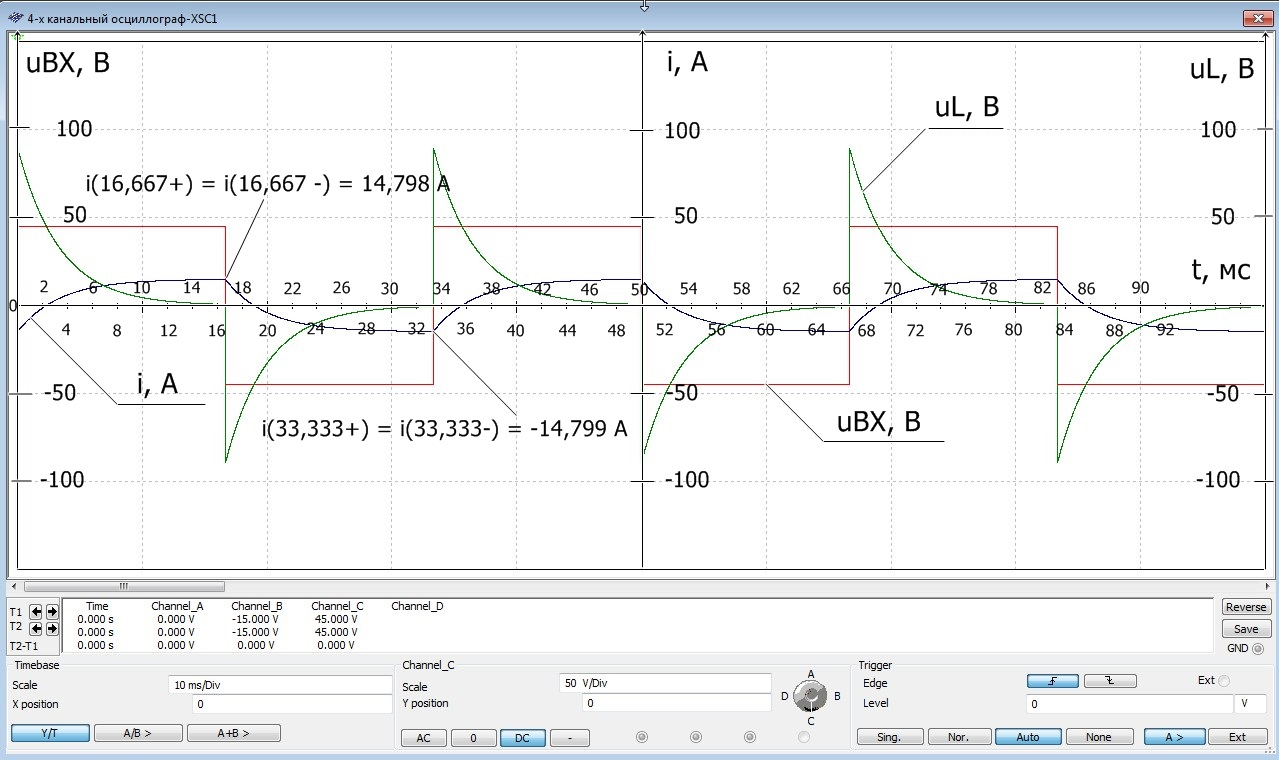 4-х канальный осциллограф-XSC1
uВХ, В
i, А
uL, В
uL, В
100
100
100
i(16,667+) = i(16,667 -) = 14,798 А
50
50
50
t, мс
2 6 10 14 18 22 26 30 34 38 42 46 50 54 58 62 66 70 74 78 82 86 90
0
4 8 12 16 20 24 28 32 36 40 44 48 52 56 60 64 68 72 76 80 84 88 92
i, А
-50
-50
-50
i(33,333+) = i(33,333-) = -14,799 А
uВХ, В
-100
-100
-100
Time Channel_A Channel_B Channel_C Channel_D
T1 0.000 s 0.000 V -15.000 V 45.000 V
T2 0.000 s 0.000 V -15.000 V 45.000 V
T2-T1 0.000 s 0.000 V 0.000 V 0.000 V
Reverse
Save
GND
Timebase
Scale 10 ms/Div
X position 0
Y/T A/B > A+B >
Channel_C
Scale 50 V/Div
Y position 0
AC 0 DC -
A
D B
C
Trigger
Edge Ext
Level 0 V
Sing. Nor. Auto None A > Ext